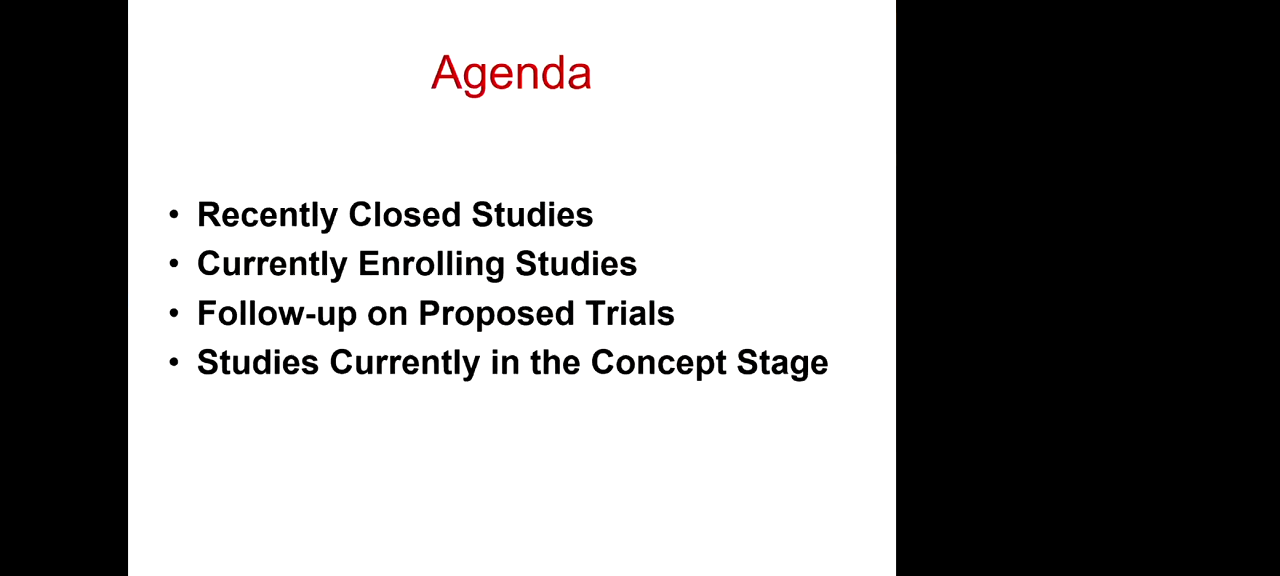 Agenda
• Recently Closed Studies
• Currently Enrolling Studies
• Follow-up on Proposed Trials
• Studies Currently in the Concept Stage